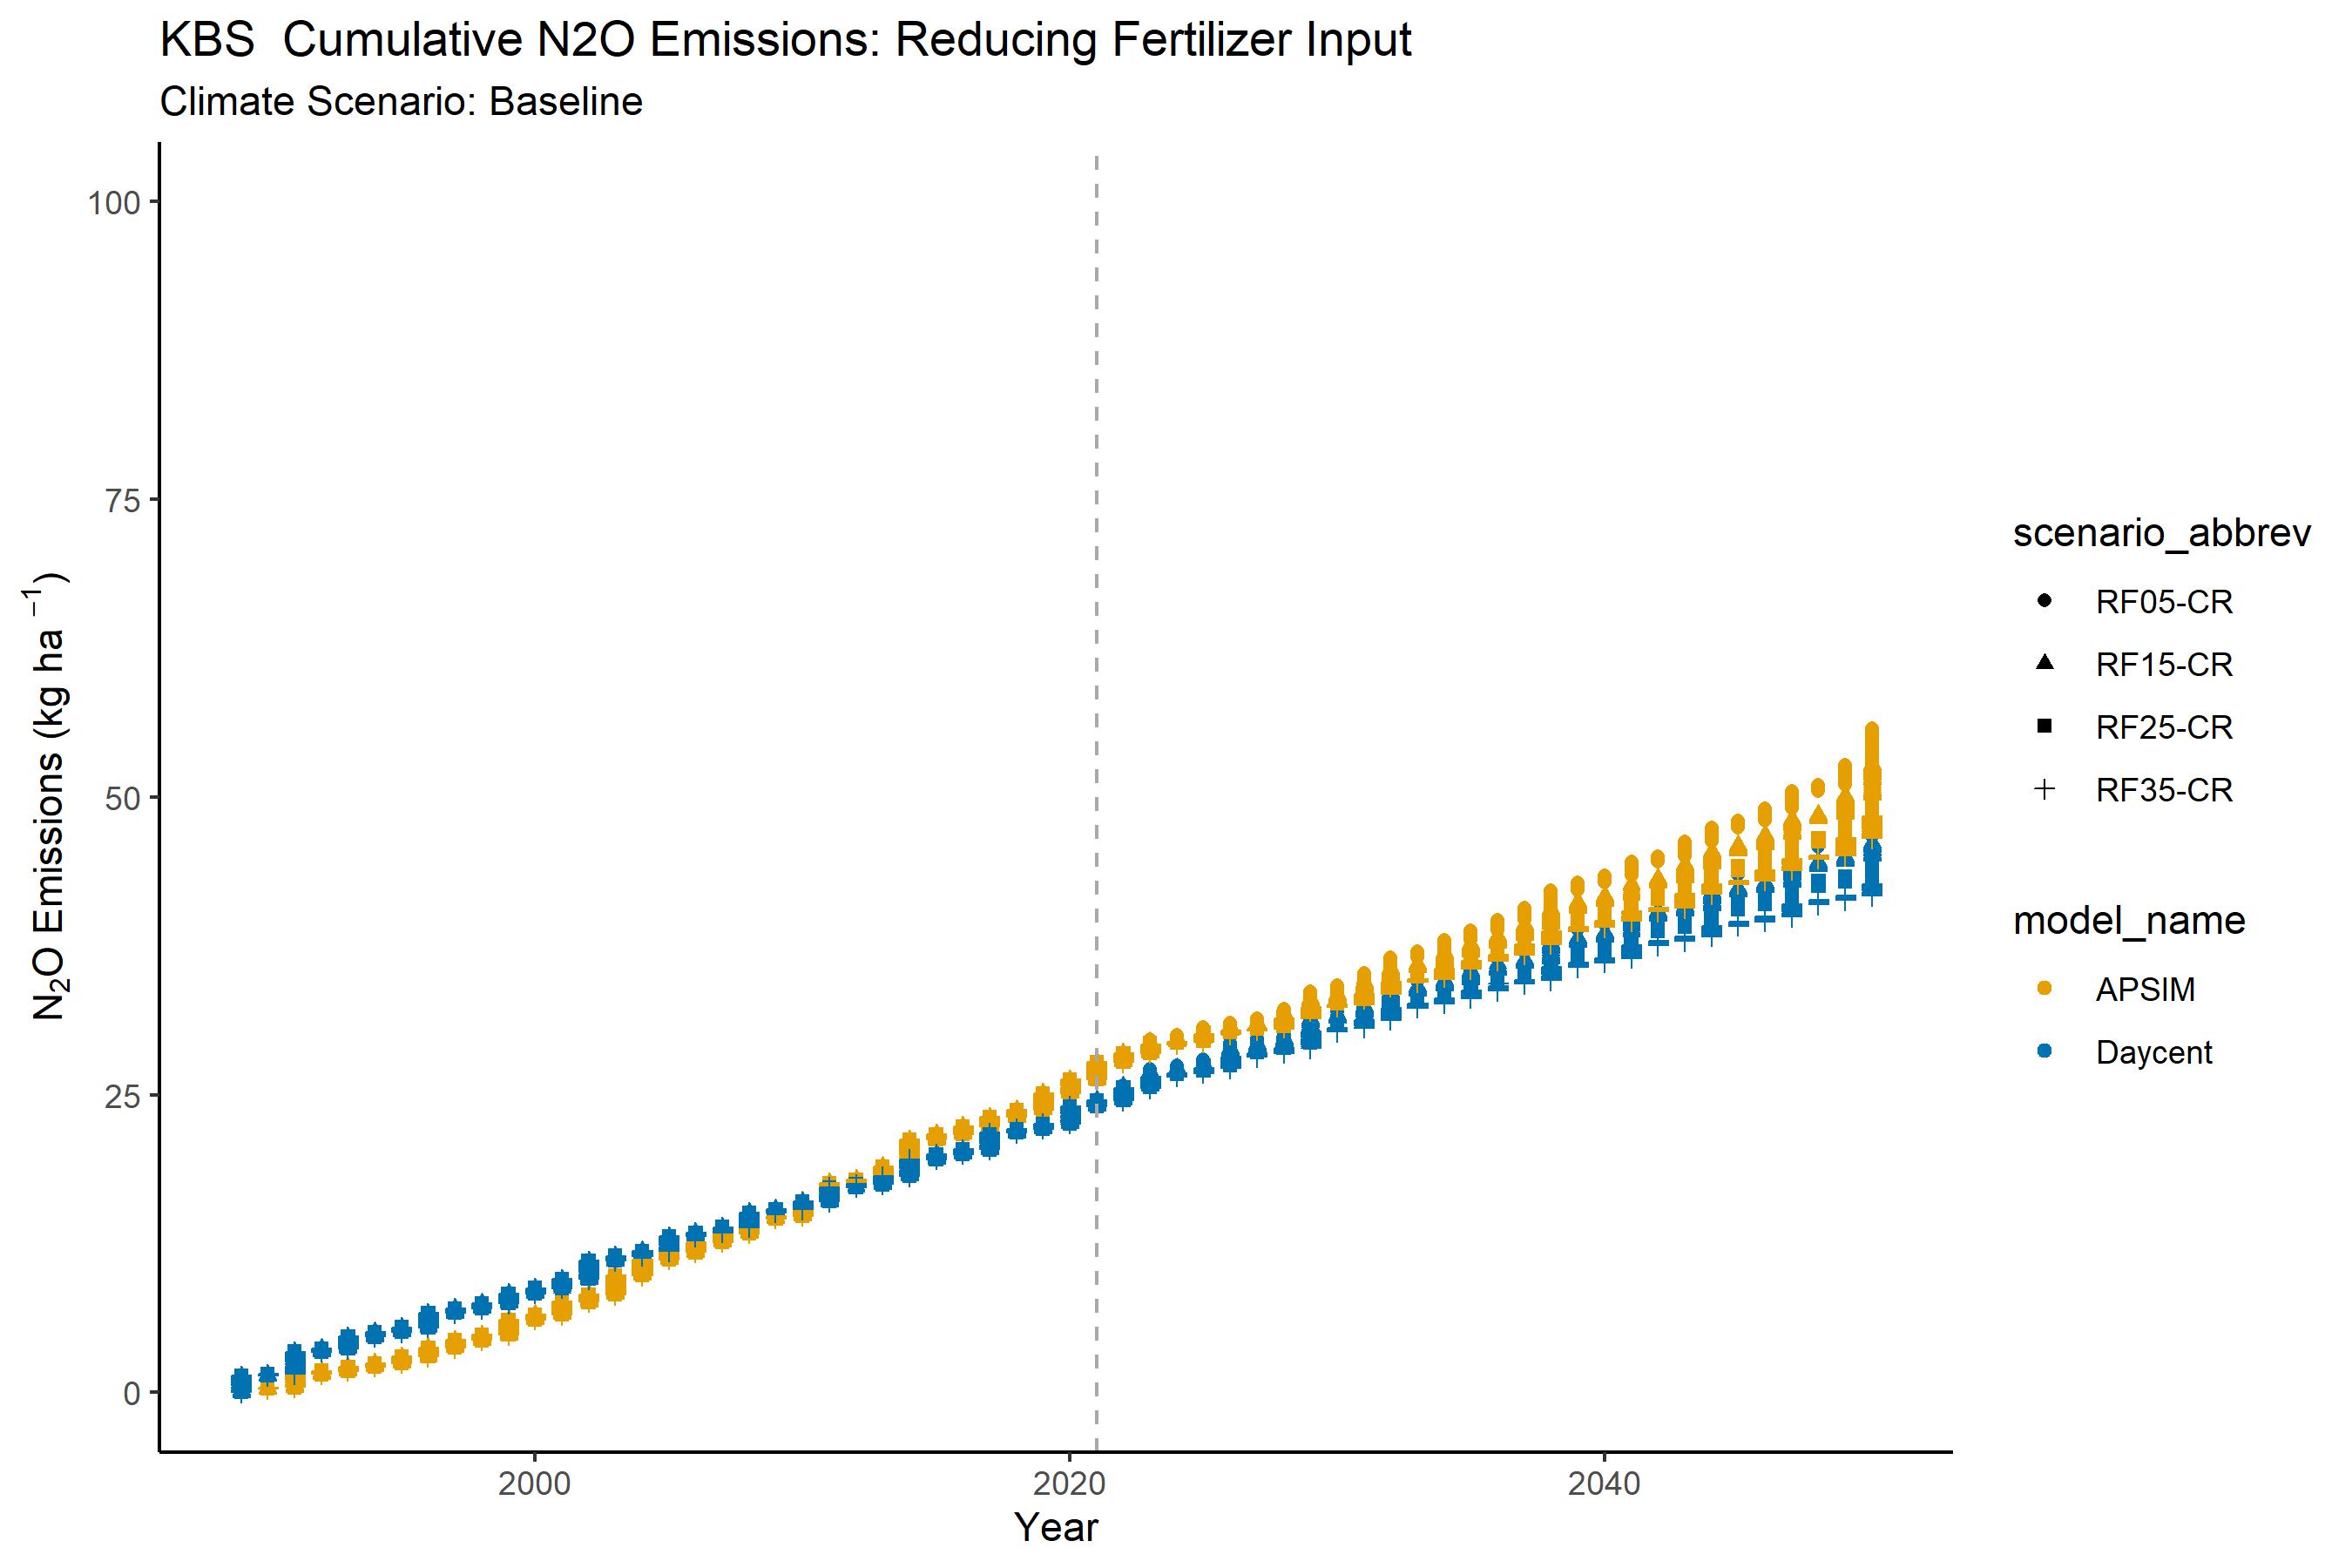 KBS  Cumulative N2O Emissions: Reducing Fertilizer Input
Climate Scenario: Baseline
100
75
50
25
0
N₂O Emissions (kg ha ⁻¹)
2000
2020
2040
Year
scenario_abbrev
RF05-CR
RF15-CR
RF25-CR
RF35-CR
model_name
APSIM
Daycent